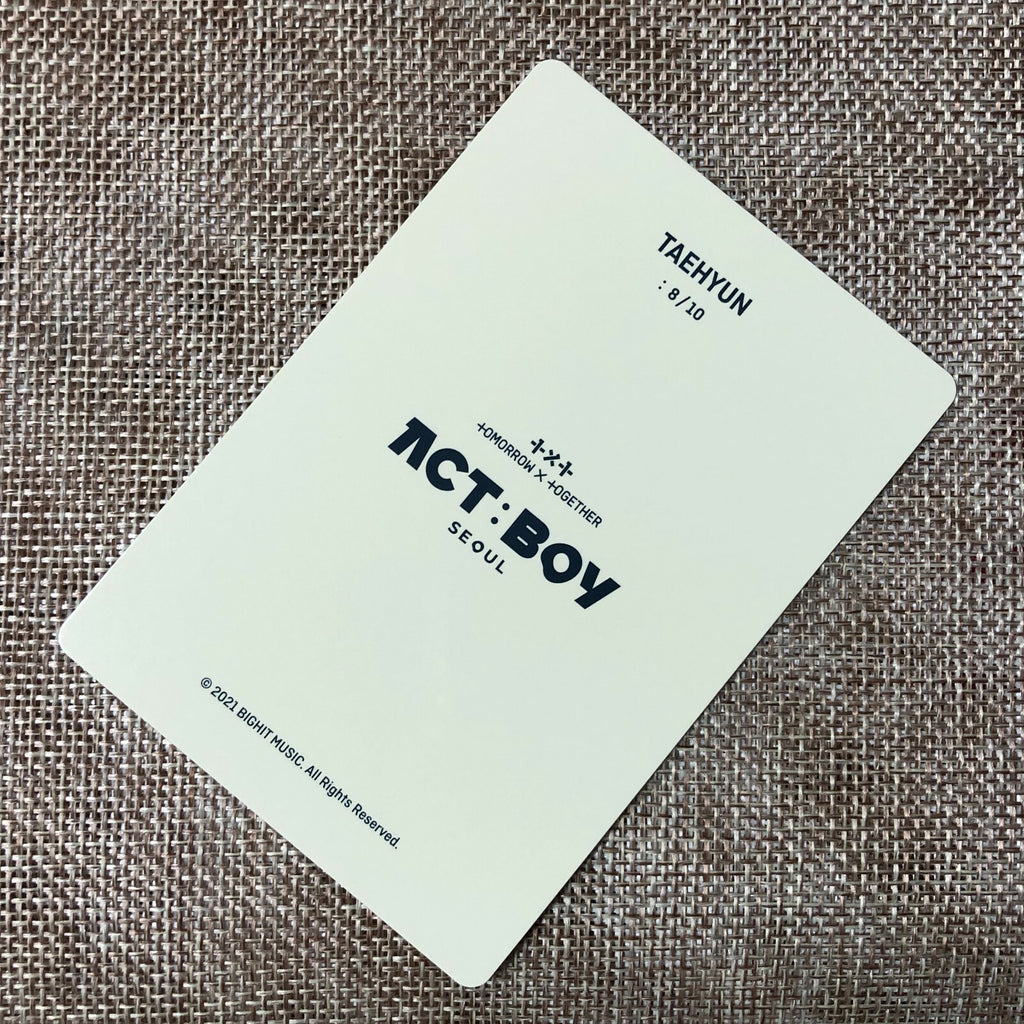 TAEHYUN
: 8/10
+×+
TOMORROW × TOGETHER
ACT:BOY
SEOUL
© 2021 BIGHIT MUSIC. All Rights Reserved.